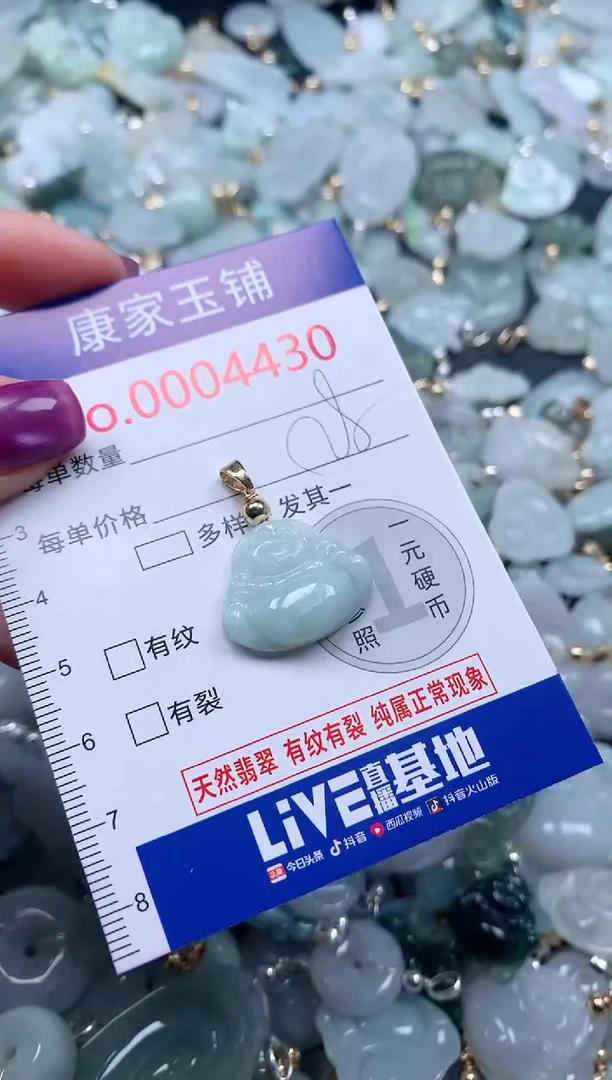 康家玉铺
o.0004430
每单数量
每单价格
多样 发其一
一元硬币
1
照
有纹
有裂
天然翡翠 有纹有裂 纯属正常现象
LiVE直播基地
头条 今日头条 抖音 西瓜视频 抖音火山版
3
4
5
6
7
8